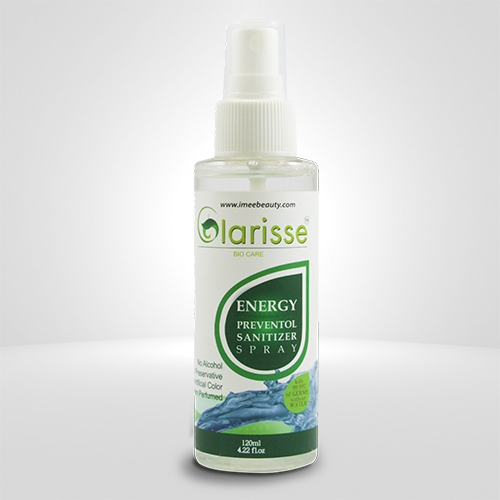 www.imeebeauty.com
Clarisse
BIO CARE
ENERGY
PREVENTOL
SANITIZER
SPRAY
No Alcohol
Preservative
Color
Perfumed
120ml
4.22 fl.oz